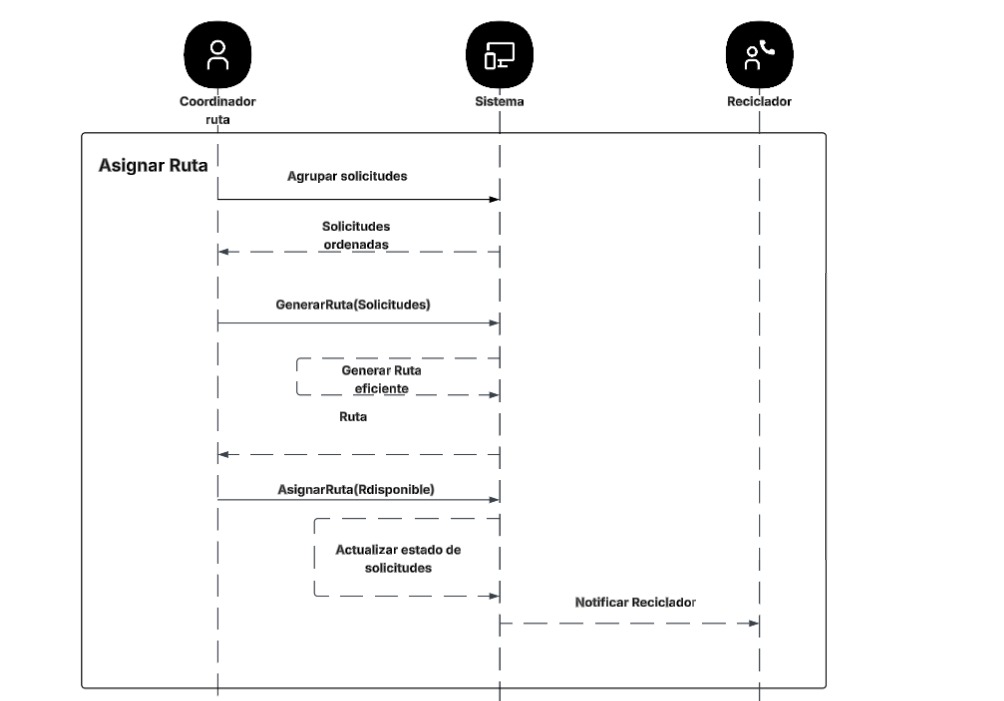 Coordinador
ruta
Sistema
Reciclador
Asignar Ruta
Agrupar solicitudes
Solicitudes
ordenadas
GenerarRuta(Solicitudes)
Generar Ruta
eficiente
Ruta
AsignarRuta(Rdisponible)
Actualizar estado de
solicitudes
Notificar Reciclador